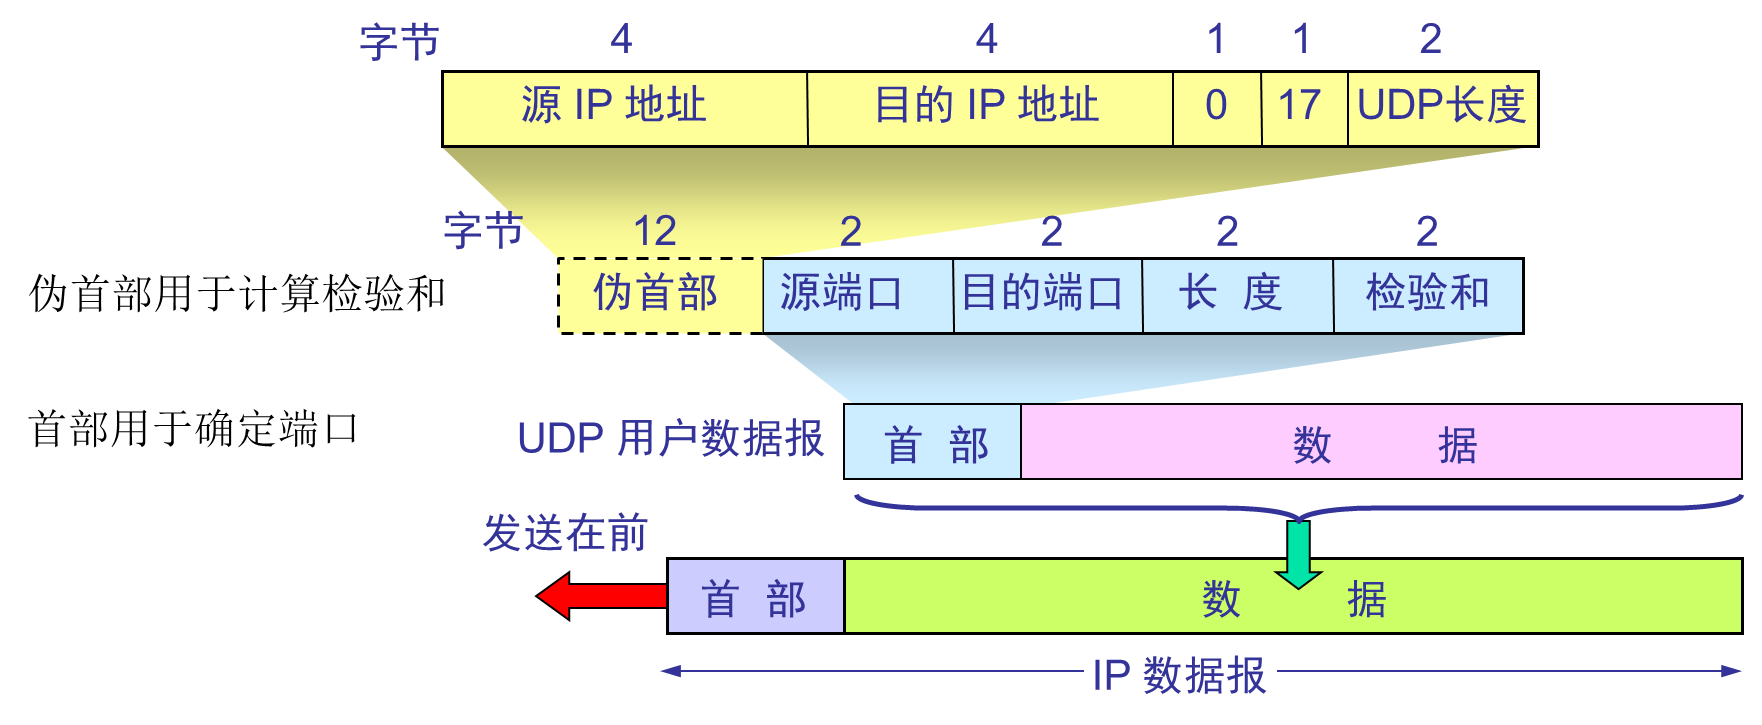 字节 4 4 1 1 2
源 IP 地址 目的 IP 地址 0 17 UDP长度
字节 12 2 2 2 2
伪首部用于计算检验和 伪首部 源端口 目的端口 长 度 检验和
首部用于确定端口 UDP 用户数据报 首 部 数 据
发送在前
首 部 数 据
IP 数据报